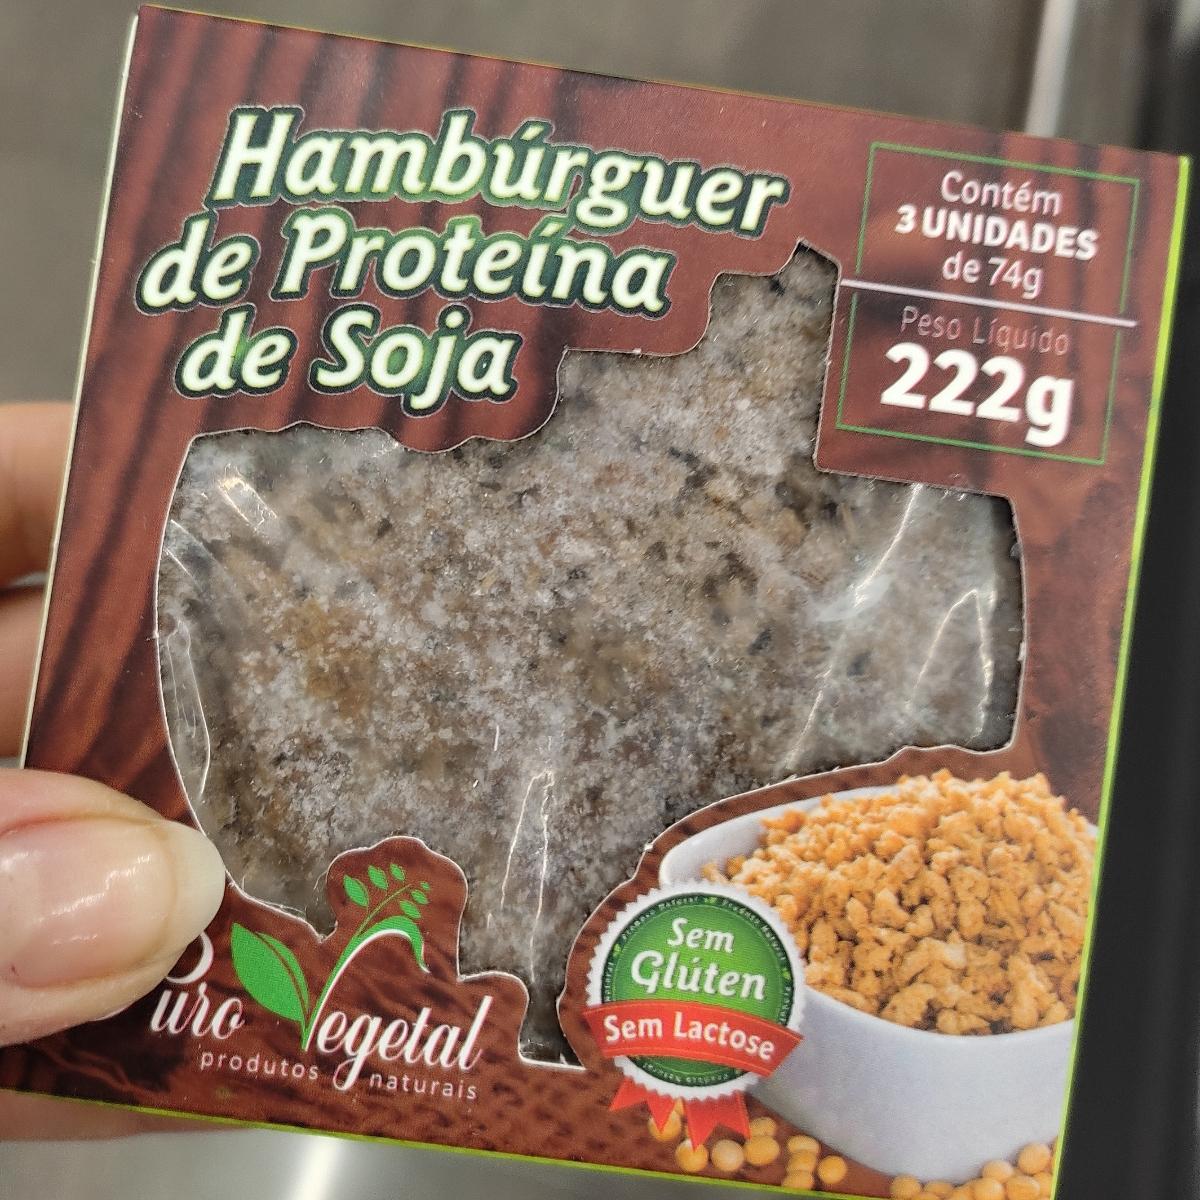 Hambúrguer
de Proteína
de Soja
Contém
3 UNIDADES
de 74g
Peso Líquido
222g
Sem
Glúten
Sem Lactose
Puro Vegetal
produtos naturais